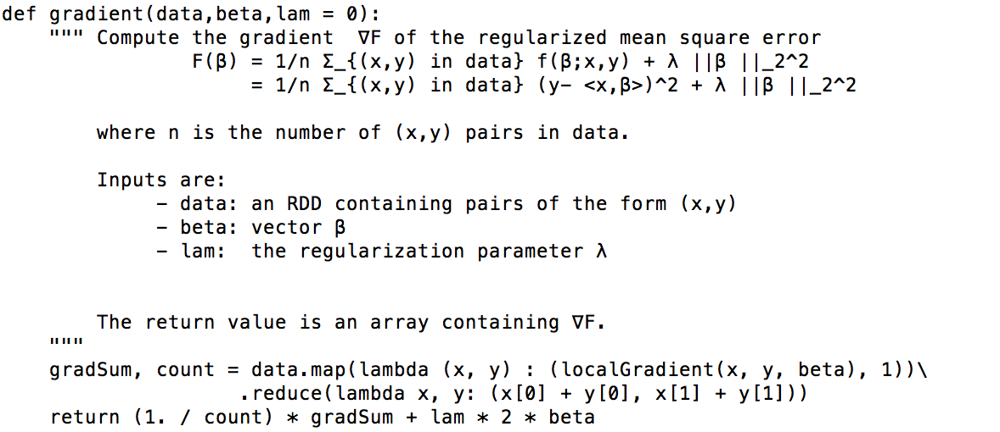 def gradient(data,beta,lam = 0):
    """ Compute the gradient  ∇F of the regularized mean square error
            F(β) = 1/n Σ_{(x,y) in data} f(β;x,y) + λ ||β ||_2^2
                 = 1/n Σ_{(x,y) in data} (y- <x,β>)^2 + λ ||β ||_2^2

        where n is the number of (x,y) pairs in data.

        Inputs are:
             - data: an RDD containing pairs of the form (x,y)
             - beta: vector β
             - lam:  the regularization parameter λ


        The return value is an array containing ∇F.
    """
    gradSum, count = data.map(lambda (x, y) : (localGradient(x, y, beta), 1))\
                    .reduce(lambda x, y: (x[0] + y[0], x[1] + y[1]))
    return (1. / count) * gradSum + lam * 2 * beta